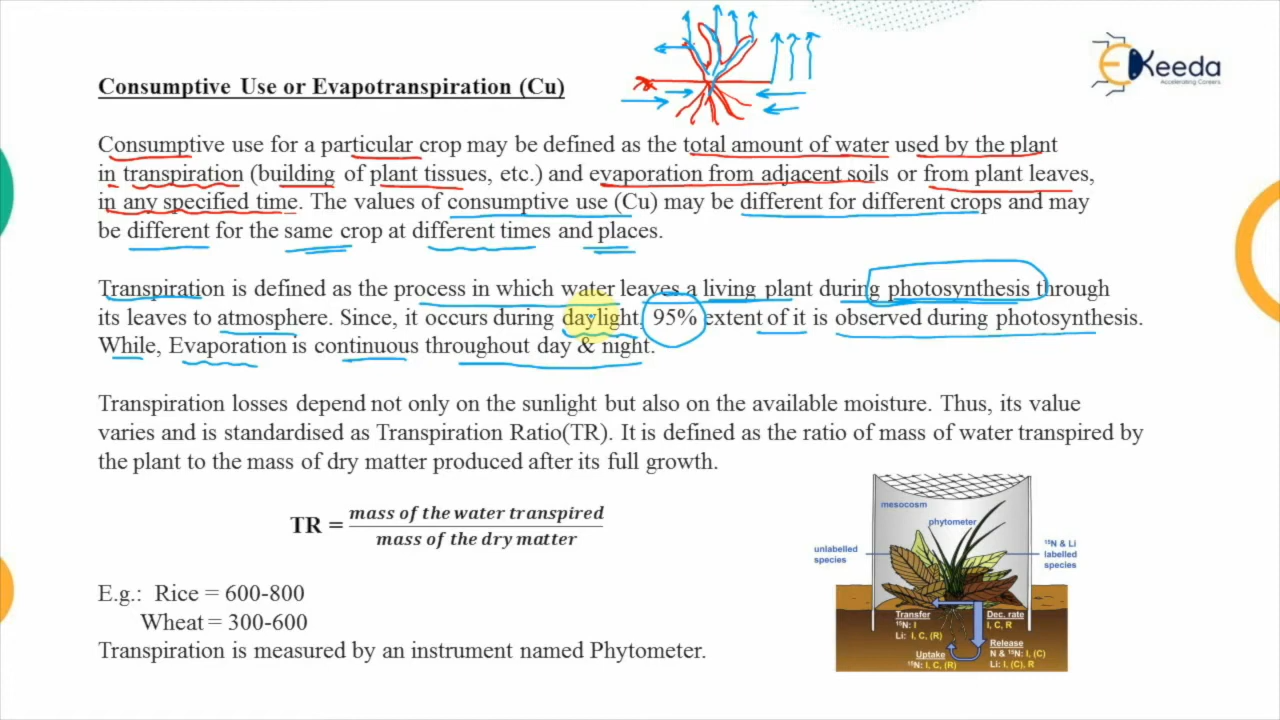 Consumptive Use or Evapotranspiration (Cu)
EKeeda
Accelerating Careers
Consumptive use for a particular crop may be defined as the total amount of water used by the plant
in transpiration (building of plant tissues, etc.) and evaporation from adjacent soils or from plant leaves,
in any specified time. The values of consumptive use (Cu) may be different for different crops and may
be different for the same crop at different times and places.
Transpiration is defined as the process in which water leaves a living plant during photosynthesis through
its leaves to atmosphere. Since, it occurs during daylight, 95% extent of it is observed during photosynthesis.
While, Evaporation is continuous throughout day & night.
Transpiration losses depend not only on the sunlight but also on the available moisture. Thus, its value
varies and is standardised as Transpiration Ratio(TR). It is defined as the ratio of mass of water transpired by
the plant to the mass of dry matter produced after its full growth.
TR = mass of the water transpired
mass of the dry matter
E.g.: Rice = 600-800
Wheat = 300-600
Transpiration is measured by an instrument named Phytometer.
mesocosm
phytometer
unlabelled
species
¹⁵N & Li
labelled
species
Transfer
¹⁵N: I
Li: I, C, (R)
Dec. rate
I, C, R
Release
N & ¹⁵N: I, (C)
Li: I, (C), R
Uptake
¹⁵N: I, C, (R)